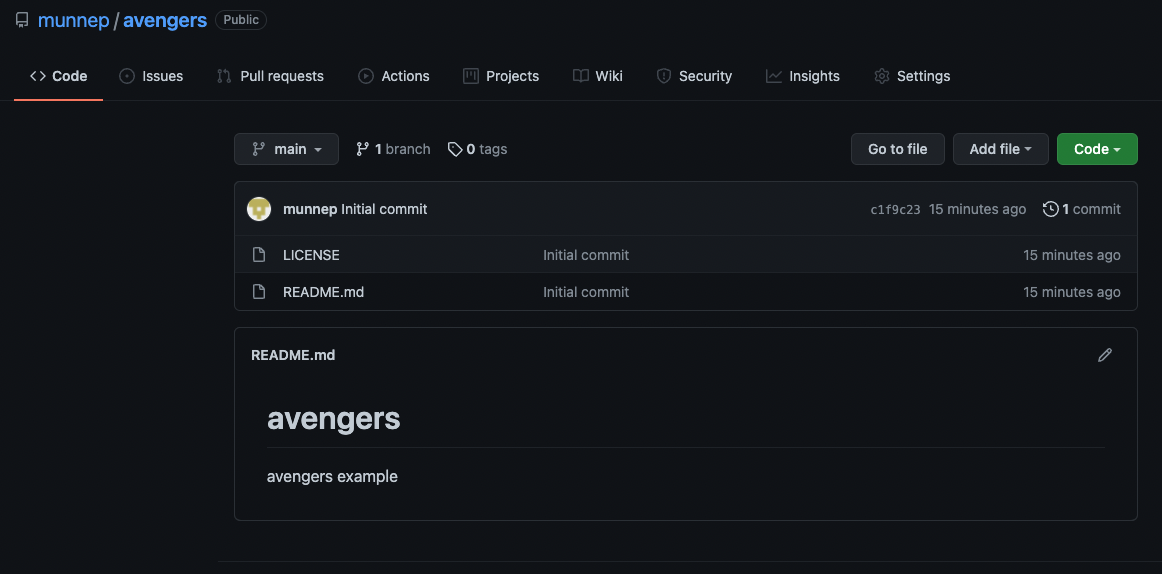 munnep / avengers Public
Code Issues Pull requests Actions Projects Wiki Security Insights Settings
main 1 branch 0 tags Go to file Add file Code
munnep Initial commit c1f9c23 15 minutes ago 1 commit
LICENSE Initial commit 15 minutes ago
README.md Initial commit 15 minutes ago
README.md
avengers
avengers example